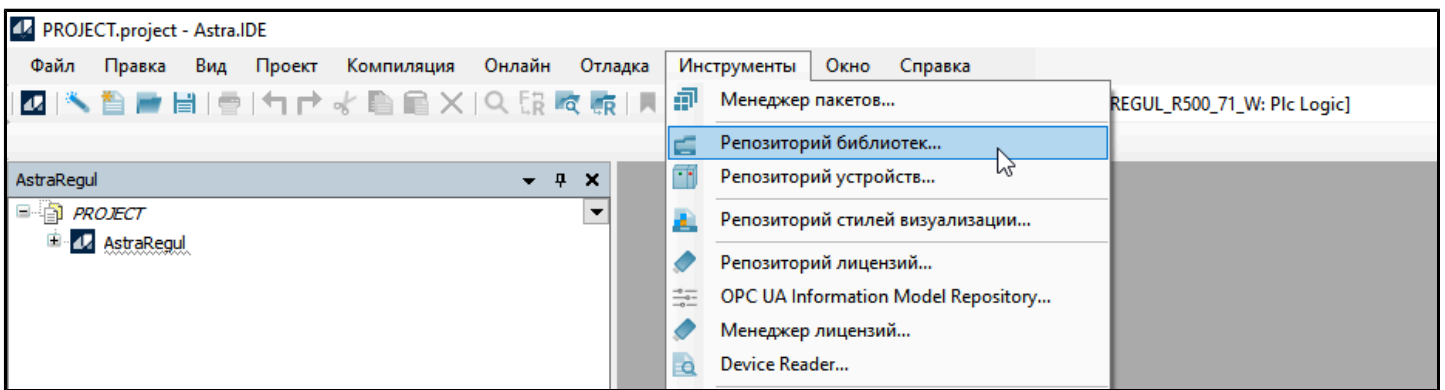 PROJECT.project - Astra.IDE
Файл Правка Вид Проект Компиляция Онлайн Отладка Инструменты Окно Справка
Менеджер пакетов...
REGUL_R500_71_W: Plc Logic]
Репозиторий библиотек...
AstraRegul
Репозиторий устройств...
PROJECT
Репозиторий стилей визуализации...
AstraRegul
Репозиторий лицензий...
OPC UA Information Model Repository...
Менеджер лицензий...
Device Reader...